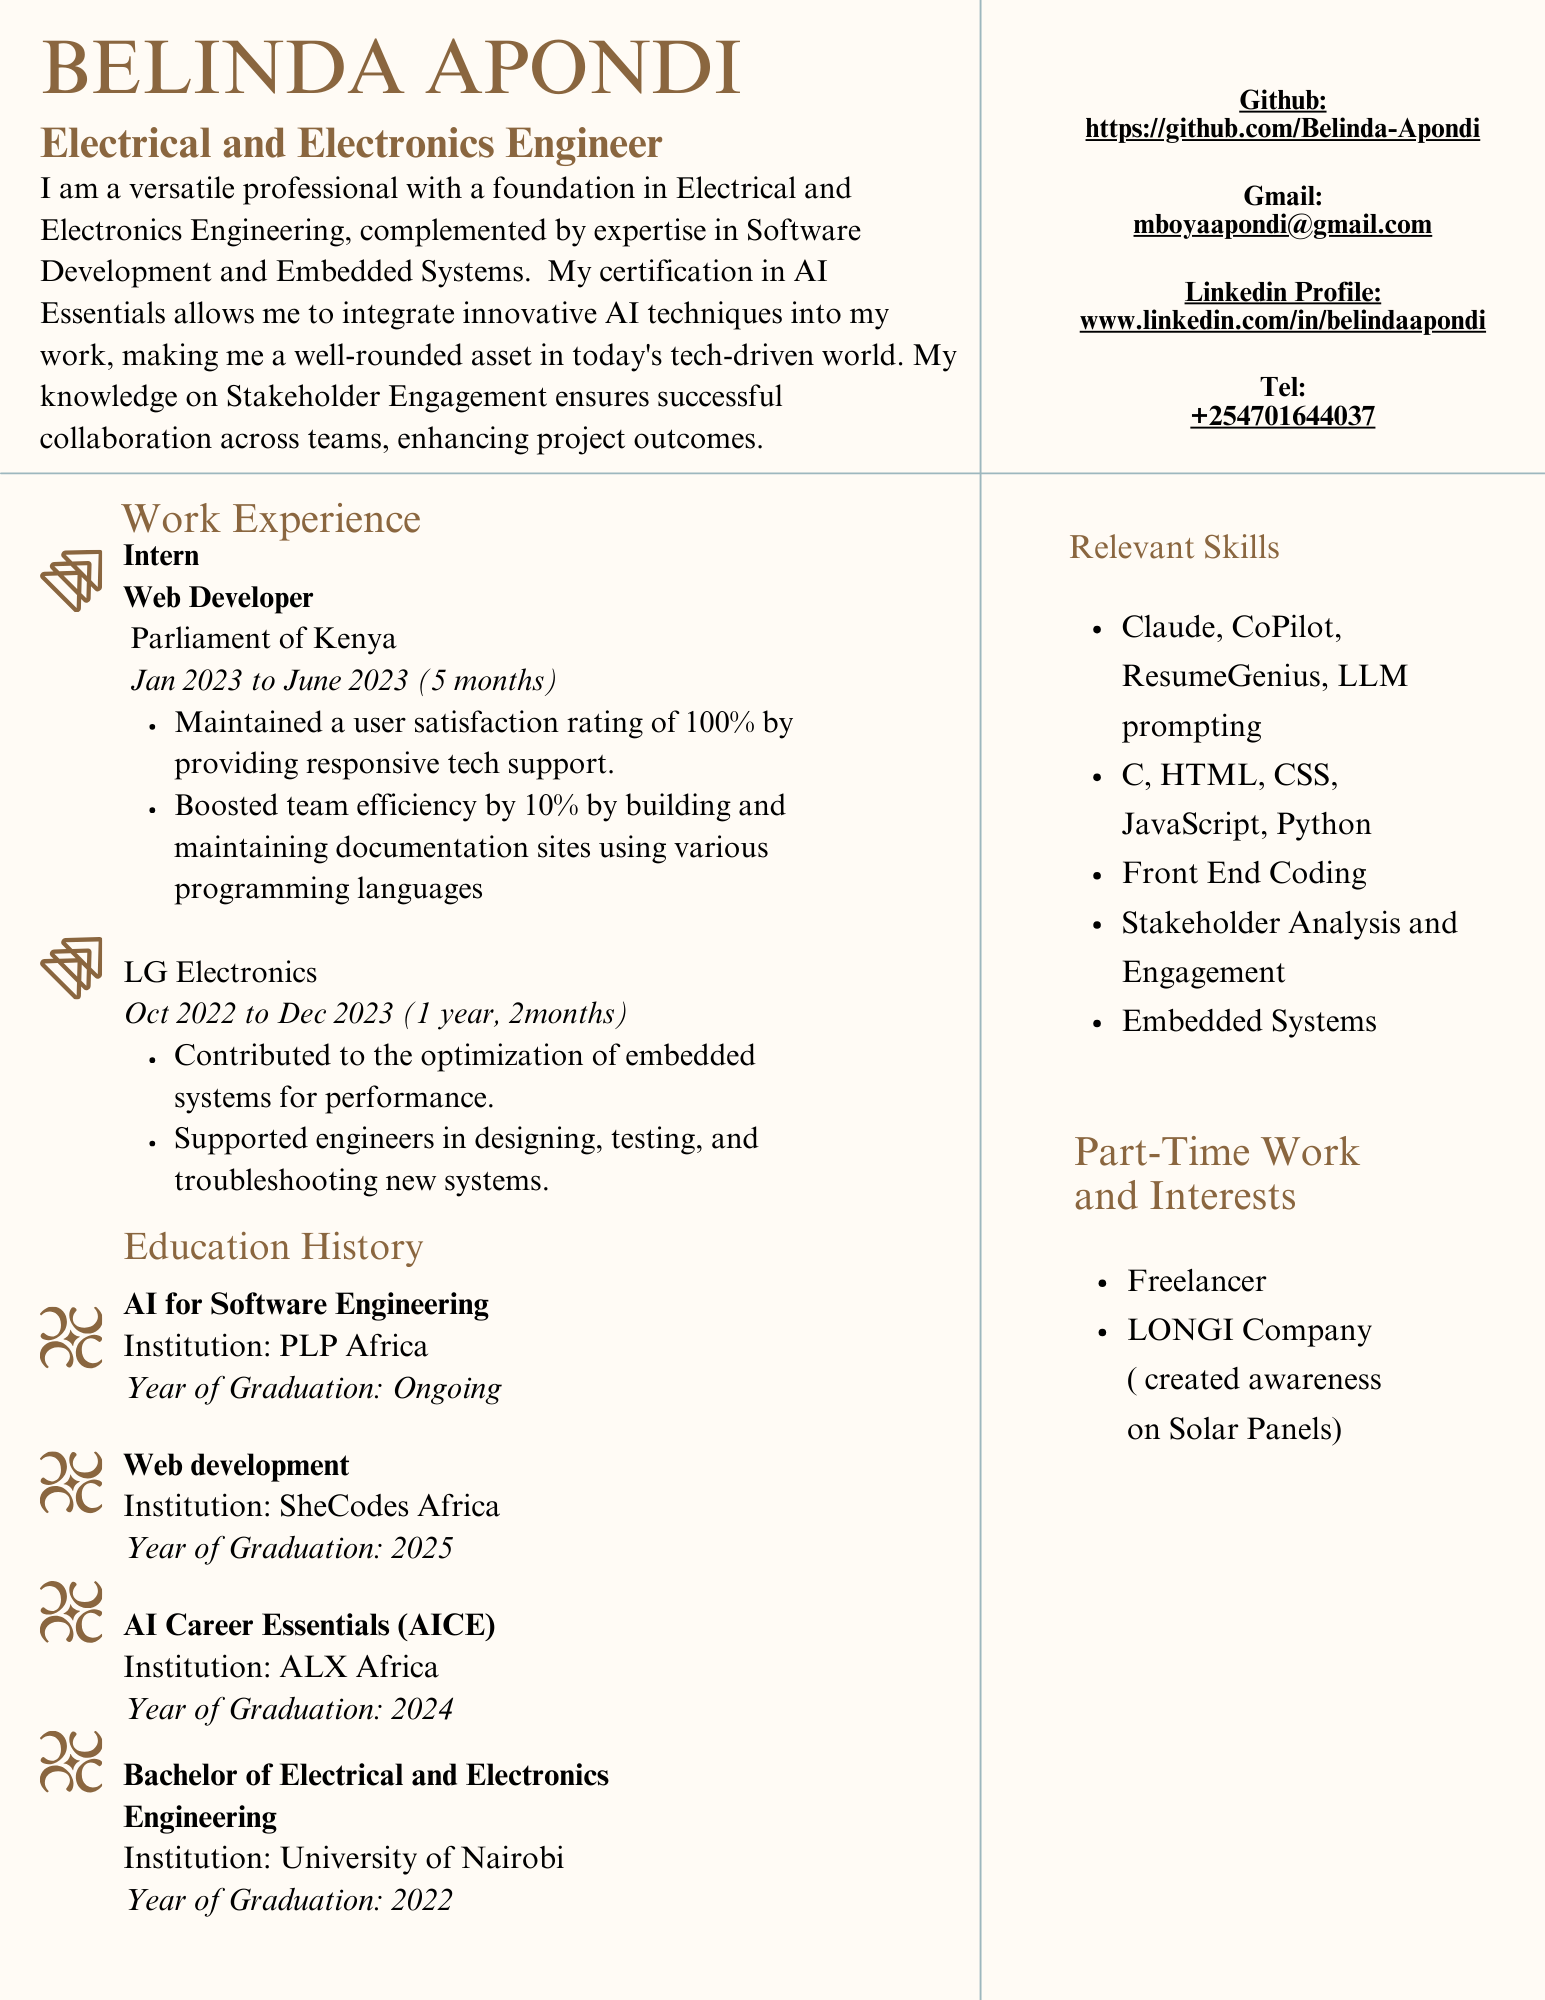 BELINDA APONDI
Electrical and Electronics Engineer
I am a versatile professional with a foundation in Electrical and
Electronics Engineering, complemented by expertise in Software
Development and Embedded Systems.  My certification in AI
Essentials allows me to integrate innovative AI techniques into my
work, making me a well-rounded asset in today's tech-driven world. My
knowledge on Stakeholder Engagement ensures successful
collaboration across teams, enhancing project outcomes.
Github:
https://github.com/Belinda-Apondi
Gmail:
mboyaapondi@gmail.com
Linkedin Profile:
www.linkedin.com/in/belindaapondi
Tel:
+254701644037
Work Experience
Intern
Web Developer
Parliament of Kenya
Jan 2023 to June 2023 (5 months)
• Maintained a user satisfaction rating of 100% by
providing responsive tech support.
• Boosted team efficiency by 10% by building and
maintaining documentation sites using various
programming languages
LG Electronics
Oct 2022 to Dec 2023 (1 year, 2months)
• Contributed to the optimization of embedded
systems for performance.
• Supported engineers in designing, testing, and
troubleshooting new systems.
Education History
AI for Software Engineering
Institution: PLP Africa
Year of Graduation: Ongoing
Web development
Institution: SheCodes Africa
Year of Graduation: 2025
AI Career Essentials (AICE)
Institution: ALX Africa
Year of Graduation: 2024
Bachelor of Electrical and Electronics
Engineering
Institution: University of Nairobi
Year of Graduation: 2022
Relevant Skills
• Claude, CoPilot,
ResumeGenius, LLM
prompting
• C, HTML, CSS,
JavaScript, Python
• Front End Coding
• Stakeholder Analysis and
Engagement
• Embedded Systems
Part-Time Work
and Interests
• Freelancer
• LONGI Company
( created awareness
on Solar Panels)